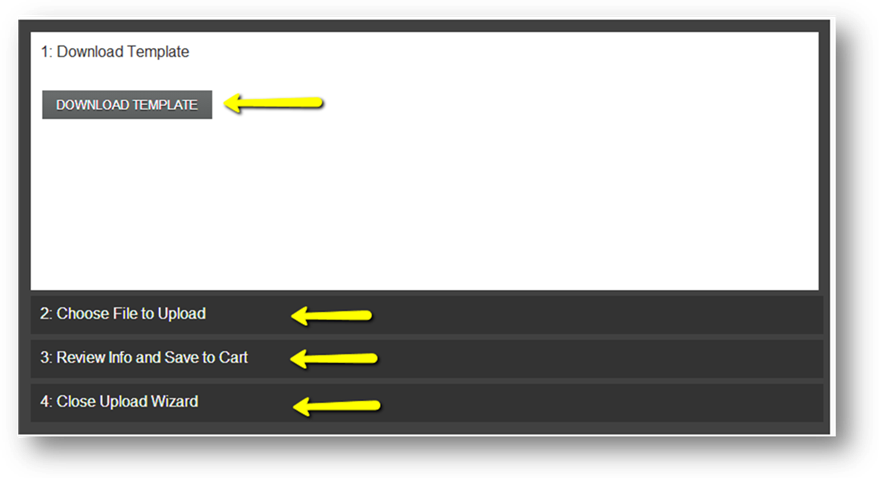 1: Download Template
DOWNLOAD TEMPLATE
2: Choose File to Upload
3: Review Info and Save to Cart
4: Close Upload Wizard